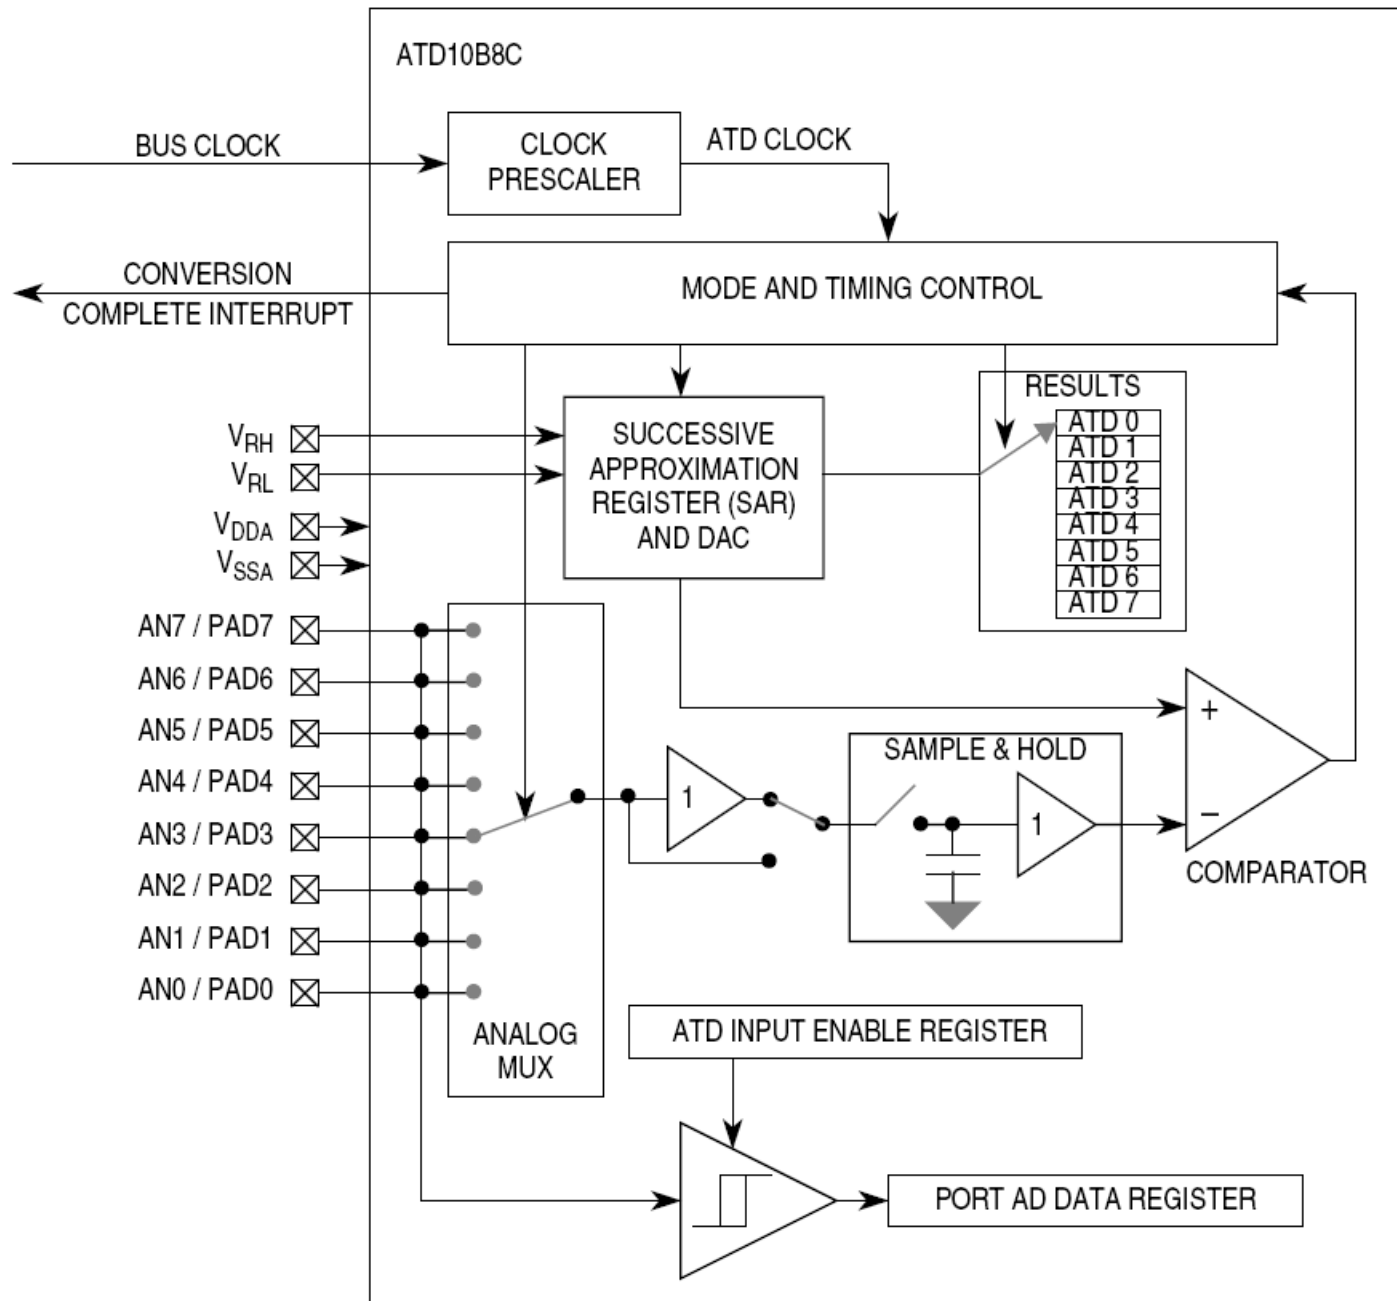 ATD10B8C
BUS CLOCK
CLOCK
PRESCALER
ATD CLOCK
CONVERSION
COMPLETE INTERRUPT
MODE AND TIMING CONTROL
VRH
VRL
VDDA
VSSA
SUCCESSIVE
APPROXIMATION
REGISTER (SAR)
AND DAC
RESULTS
ATD 0
ATD 1
ATD 2
ATD 3
ATD 4
ATD 5
ATD 6
ATD 7
AN7 / PAD7
AN6 / PAD6
AN5 / PAD5
AN4 / PAD4
AN3 / PAD3
AN2 / PAD2
AN1 / PAD1
AN0 / PAD0
ANALOG
MUX
1
SAMPLE & HOLD
1
+
−
COMPARATOR
ATD INPUT ENABLE REGISTER
PORT AD DATA REGISTER